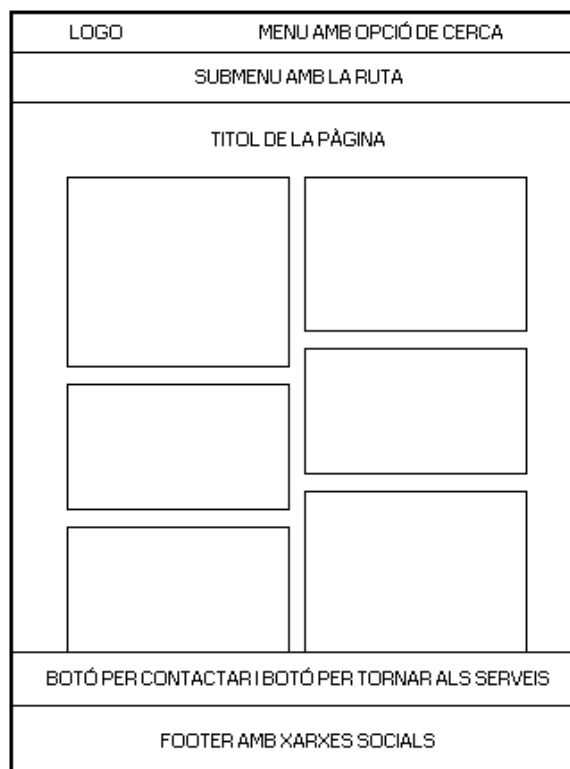 LOGO MENU AMB OPCIÓ DE CERCA
SUBMENU AMB LA RUTA
TITOL DE LA PÀGINA
BOTÓ PER CONTACTAR I BOTÓ PER TORNAR ALS SERVEIS
FOOTER AMB XARXES SOCIALS